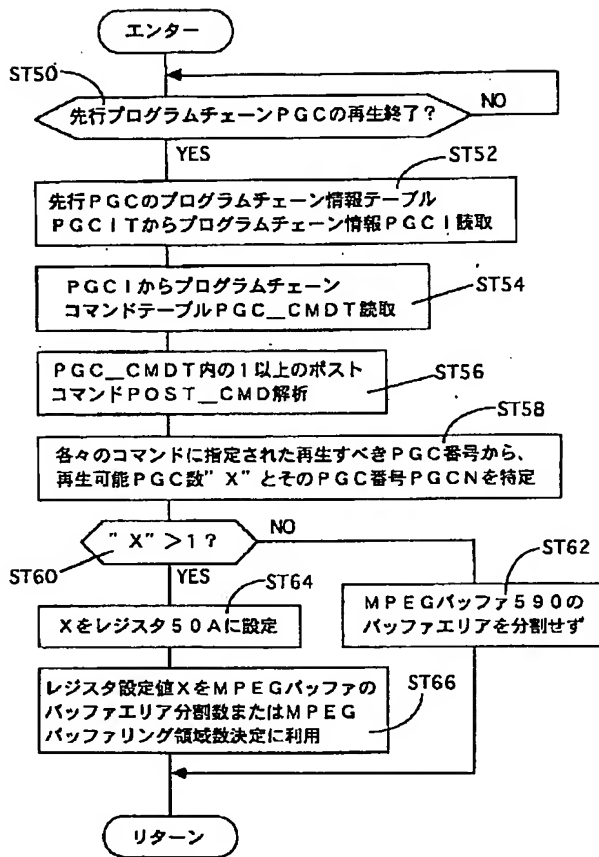 エンター
ST50
先行プログラムチェーンPGCの再生終了?
NO
YES
ST52
先行PGCのプログラムチェーン情報テーブル
PGCITからプログラムチェーン情報PGCI読取
ST54
PGCIからプログラムチェーン
コマンドテーブルPGC__CMDT読取
ST56
PGC__CMDT内の1以上のポスト
コマンドPOST__CMD解析
ST58
各々のコマンドに指定された再生すべきPGC番号から、
再生可能PGC数"X"とそのPGC番号PGCNを特定
"X">1?
NO
ST60
YES
ST62
MPEGバッファ590の
バッファエリアを分割せず
ST64
Xをレジスタ50Aに設定
ST66
レジスタ設定値XをMPEGバッファの
バッファエリア分割数またはMPEG
バッファリング領域数決定に利用
リターン